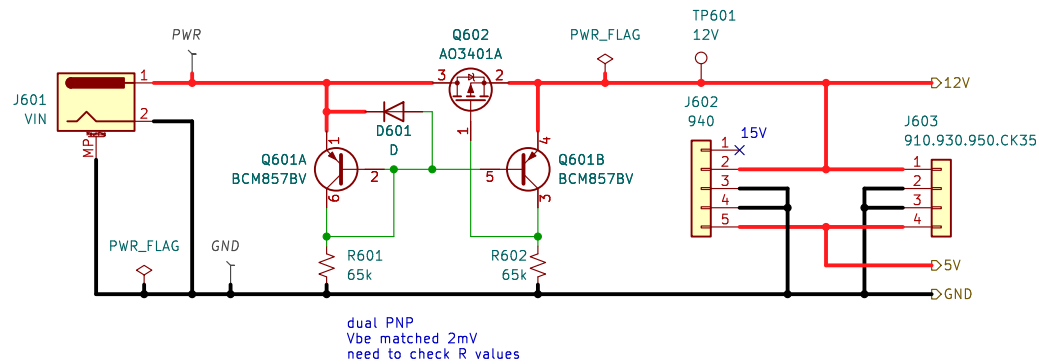 TP601
12V
PWR
Q602
AO3401A
PWR_FLAG
J601
VIN
1
2
MP
3
2
1
12V
D601
D
J602
940
15V
1
2
3
4
5
J603
910.930.950.CK35
1
2
3
4
Q601A
BCM857BV
1
2
6
Q601B
BCM857BV
4
5
3
PWR_FLAG
GND
R601
65k
R602
65k
5V
GND
dual PNP
Vbe matched 2mV
need to check R values